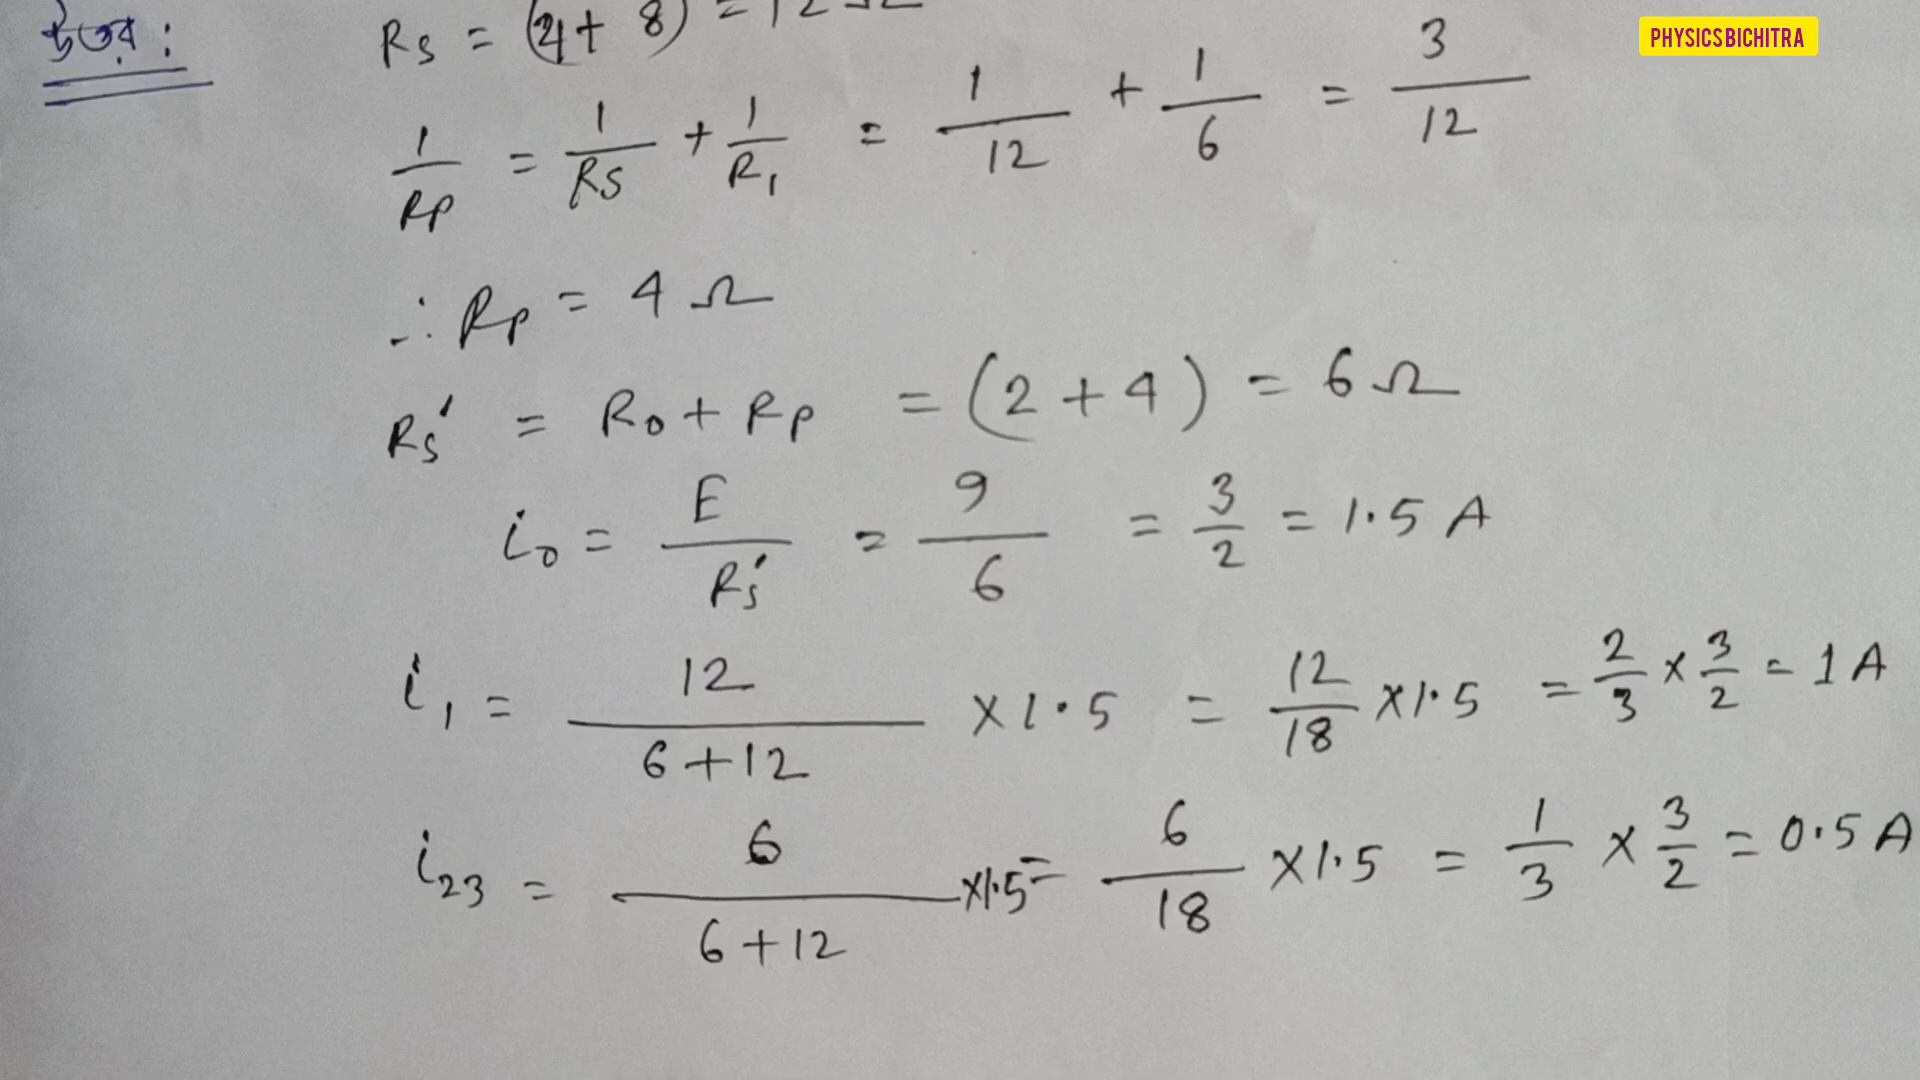 উত্তর :
Rs = (4 + 8) = 12 Ω
PHYSICS BICHITRA
1/Rp = 1/Rs + 1/R₁ = 1/12 + 1/6 = 3/12
∴ Rp = 4 Ω
Rs' = R₀ + Rp = (2 + 4) = 6 Ω
i₀ = E/Rs' = 9/6 = 3/2 = 1.5 A
i₁ = 12/(6+12) × 1.5 = 12/18 × 1.5 = 2/3 × 3/2 = 1 A
i₂₃ = 6/(6+12) × 1.5 = 6/18 × 1.5 = 1/3 × 3/2 = 0.5 A